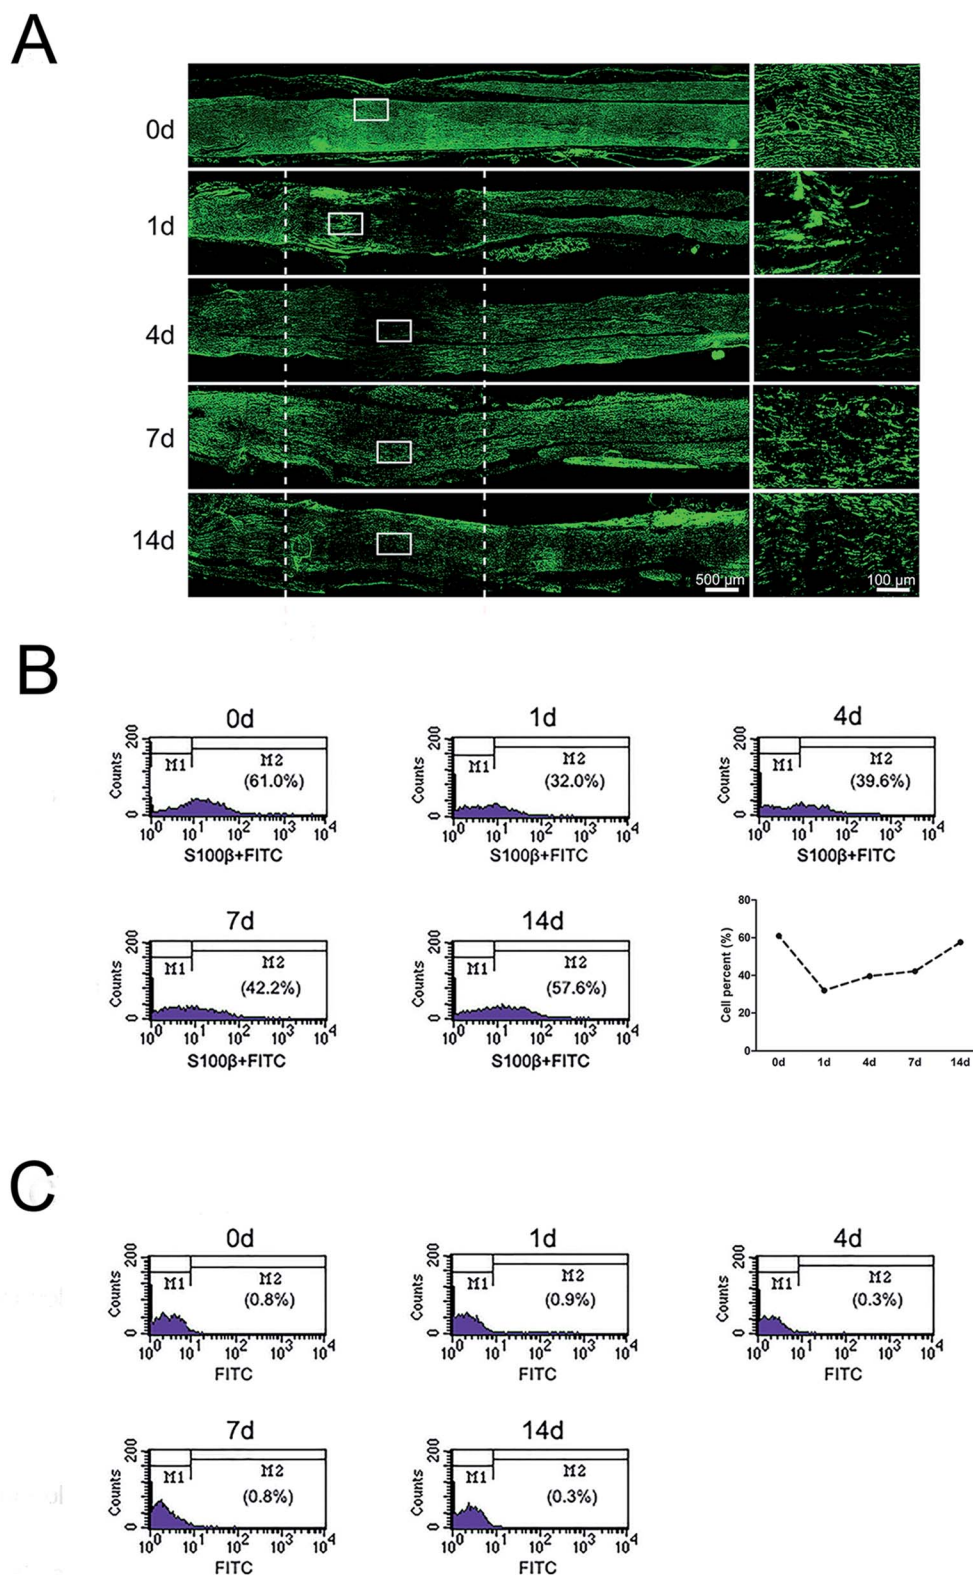 A
0d
1d
4d
7d
14d
500 µm
100 µm
B
0d
1d
4d
200
Counts
0
M1
M2
(61.0%)
10^0 10^1 10^2 10^3 10^4
S100β+FITC
200
Counts
0
M1
M2
(32.0%)
10^0 10^1 10^2 10^3 10^4
S100β+FITC
200
Counts
0
M1
M2
(39.6%)
10^0 10^1 10^2 10^3 10^4
S100β+FITC
7d
14d
200
Counts
0
M1
M2
(42.2%)
10^0 10^1 10^2 10^3 10^4
S100β+FITC
200
Counts
0
M1
M2
(57.6%)
10^0 10^1 10^2 10^3 10^4
S100β+FITC
Cell percent (%)
80
60
40
20
0
0d 1d 4d 7d 14d
C
0d
1d
4d
200
Counts
0
M1
M2
(0.8%)
10^0 10^1 10^2 10^3 10^4
FITC
200
Counts
0
M1
M2
(0.9%)
10^0 10^1 10^2 10^3 10^4
FITC
200
Counts
0
M1
M2
(0.3%)
10^0 10^1 10^2 10^3 10^4
FITC
7d
14d
200
Counts
0
M1
M2
(0.8%)
10^0 10^1 10^2 10^3 10^4
FITC
200
Counts
0
M1
M2
(0.3%)
10^0 10^1 10^2 10^3 10^4
FITC